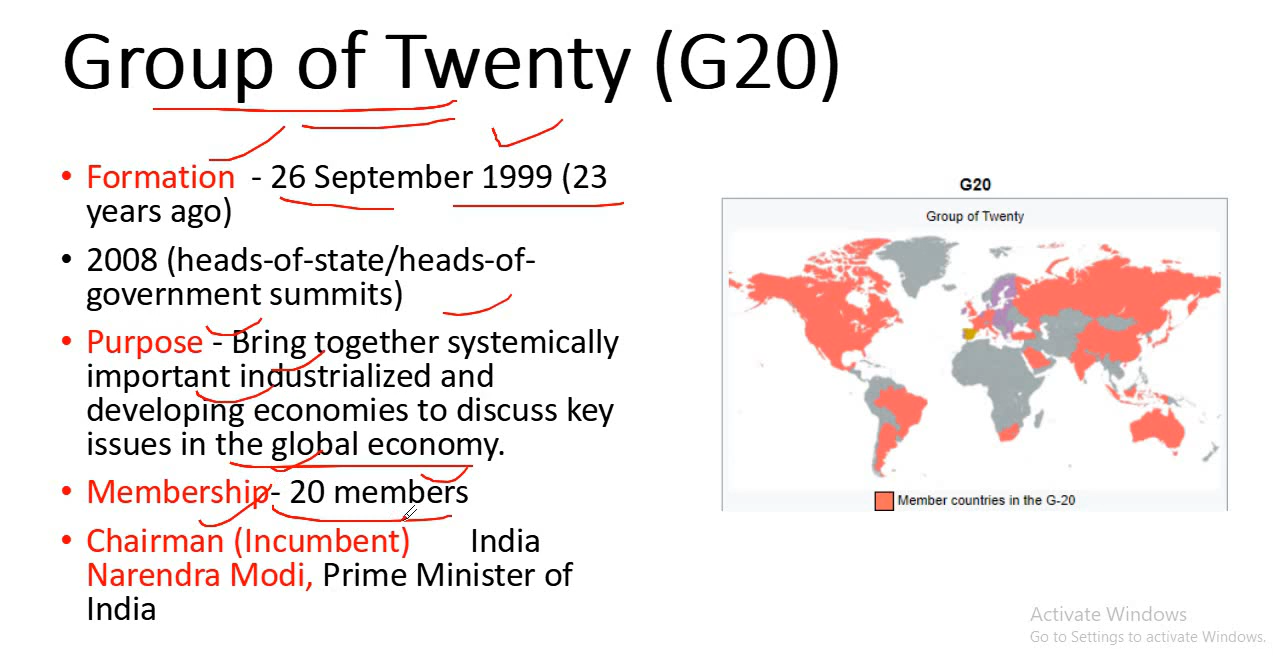 Group of Twenty (G20)
• Formation - 26 September 1999 (23
years ago)
• 2008 (heads-of-state/heads-of-
government summits)
• Purpose - Bring together systemically
important industrialized and
developing economies to discuss key
issues in the global economy.
• Membership- 20 members
• Chairman (Incumbent) India
Narendra Modi, Prime Minister of
India
G20
Group of Twenty
Member countries in the G-20
Activate Windows
Go to Settings to activate Windows.